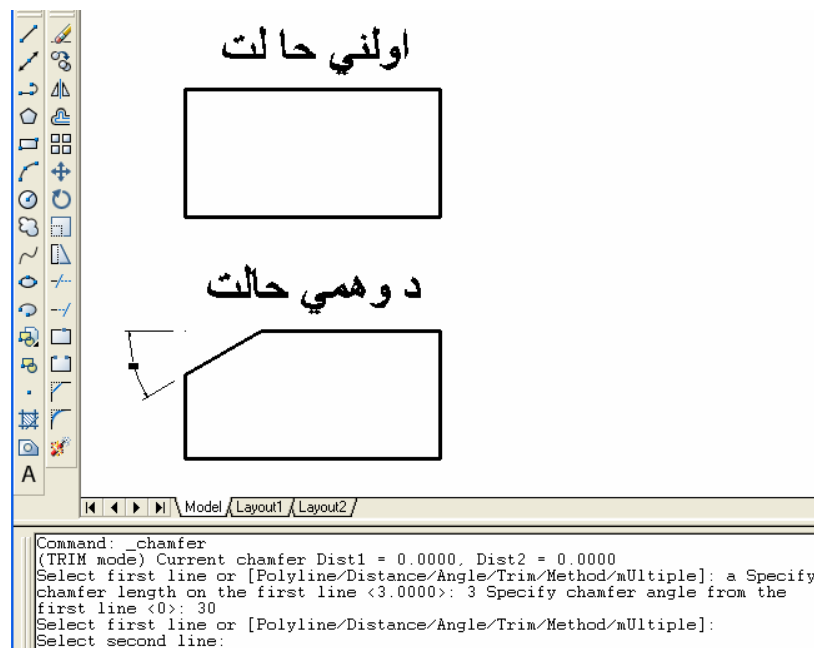 اولني حا لت
د وهمي حالت
A
Model Layout1 Layout2
Command: _chamfer
(TRIM mode) Current chamfer Dist1 = 0.0000, Dist2 = 0.0000
Select first line or [Polyline/Distance/Angle/Trim/Method/mUltiple]: a Specify
chamfer length on the first line <3.0000>: 3 Specify chamfer angle from the
first line <0>: 30
Select first line or [Polyline/Distance/Angle/Trim/Method/mUltiple]:
Select second line: